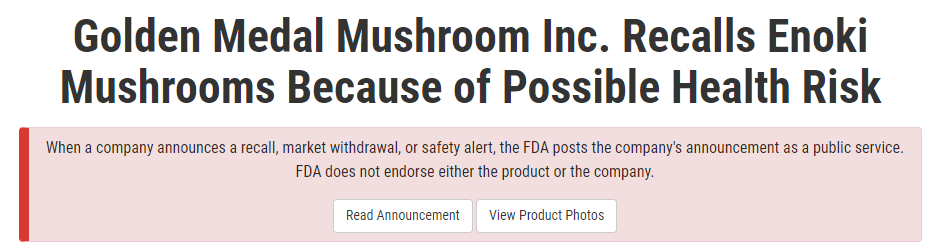 Golden Medal Mushroom Inc. Recalls Enoki
Mushrooms Because of Possible Health Risk
When a company announces a recall, market withdrawal, or safety alert, the FDA posts the company's announcement as a public service.
FDA does not endorse either the product or the company.
Read Announcement View Product Photos